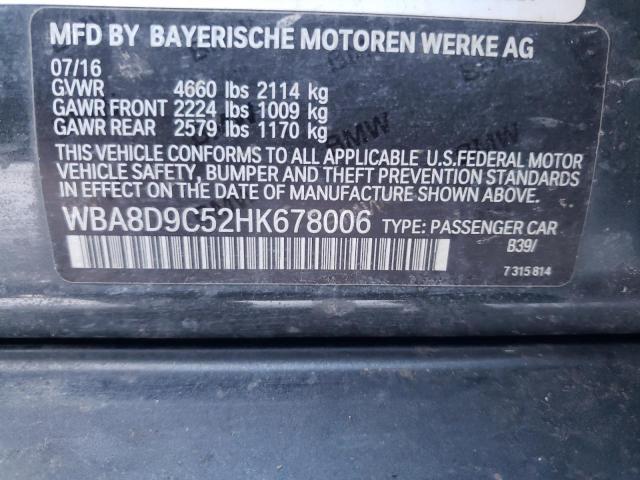 MFD BY BAYERISCHE MOTOREN WERKE AG
07/16
GVWR 4660 lbs 2114 kg
GAWR FRONT 2224 lbs 1009 kg
GAWR REAR 2579 lbs 1170 kg
THIS VEHICLE CONFORMS TO ALL APPLICABLE U.S.FEDERAL MOTOR
VEHICLE SAFETY, BUMPER AND THEFT PREVENTION STANDARDS
IN EFFECT ON THE DATE OF MANUFACTURE SHOWN ABOVE.
WBA8D9C52HK678006 TYPE: PASSENGER CAR
B39/
7 315 814